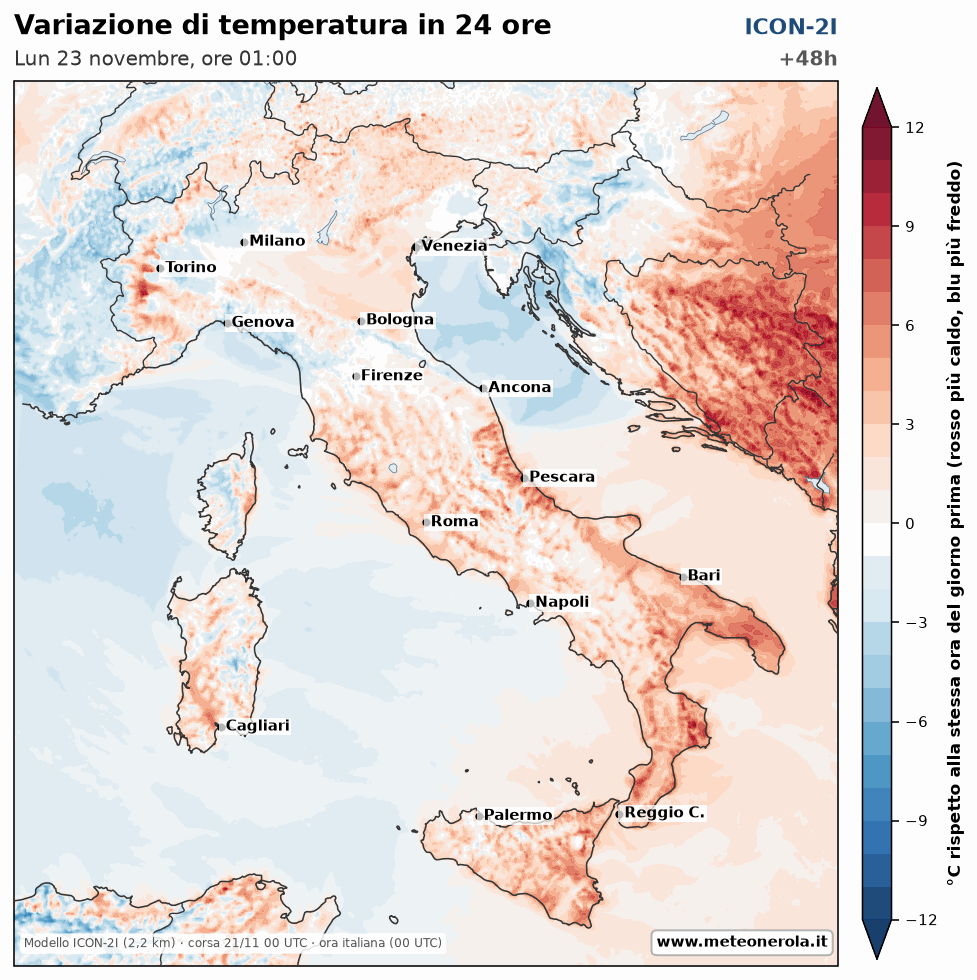 Variazione di temperatura in 24 ore
ICON-2I
Lun 23 novembre, ore 01:00
+48h
Milano
Venezia
Torino
Genova
Bologna
Firenze
Ancona
Pescara
Roma
Bari
Napoli
Cagliari
Palermo
Reggio C.
12
9
6
3
0
−3
−6
−9
−12
°C rispetto alla stessa ora del giorno prima (rosso più caldo, blu più freddo)
Modello ICON-2I (2,2 km) · corsa 21/11 00 UTC · ora italiana (00 UTC)
www.meteonerola.it